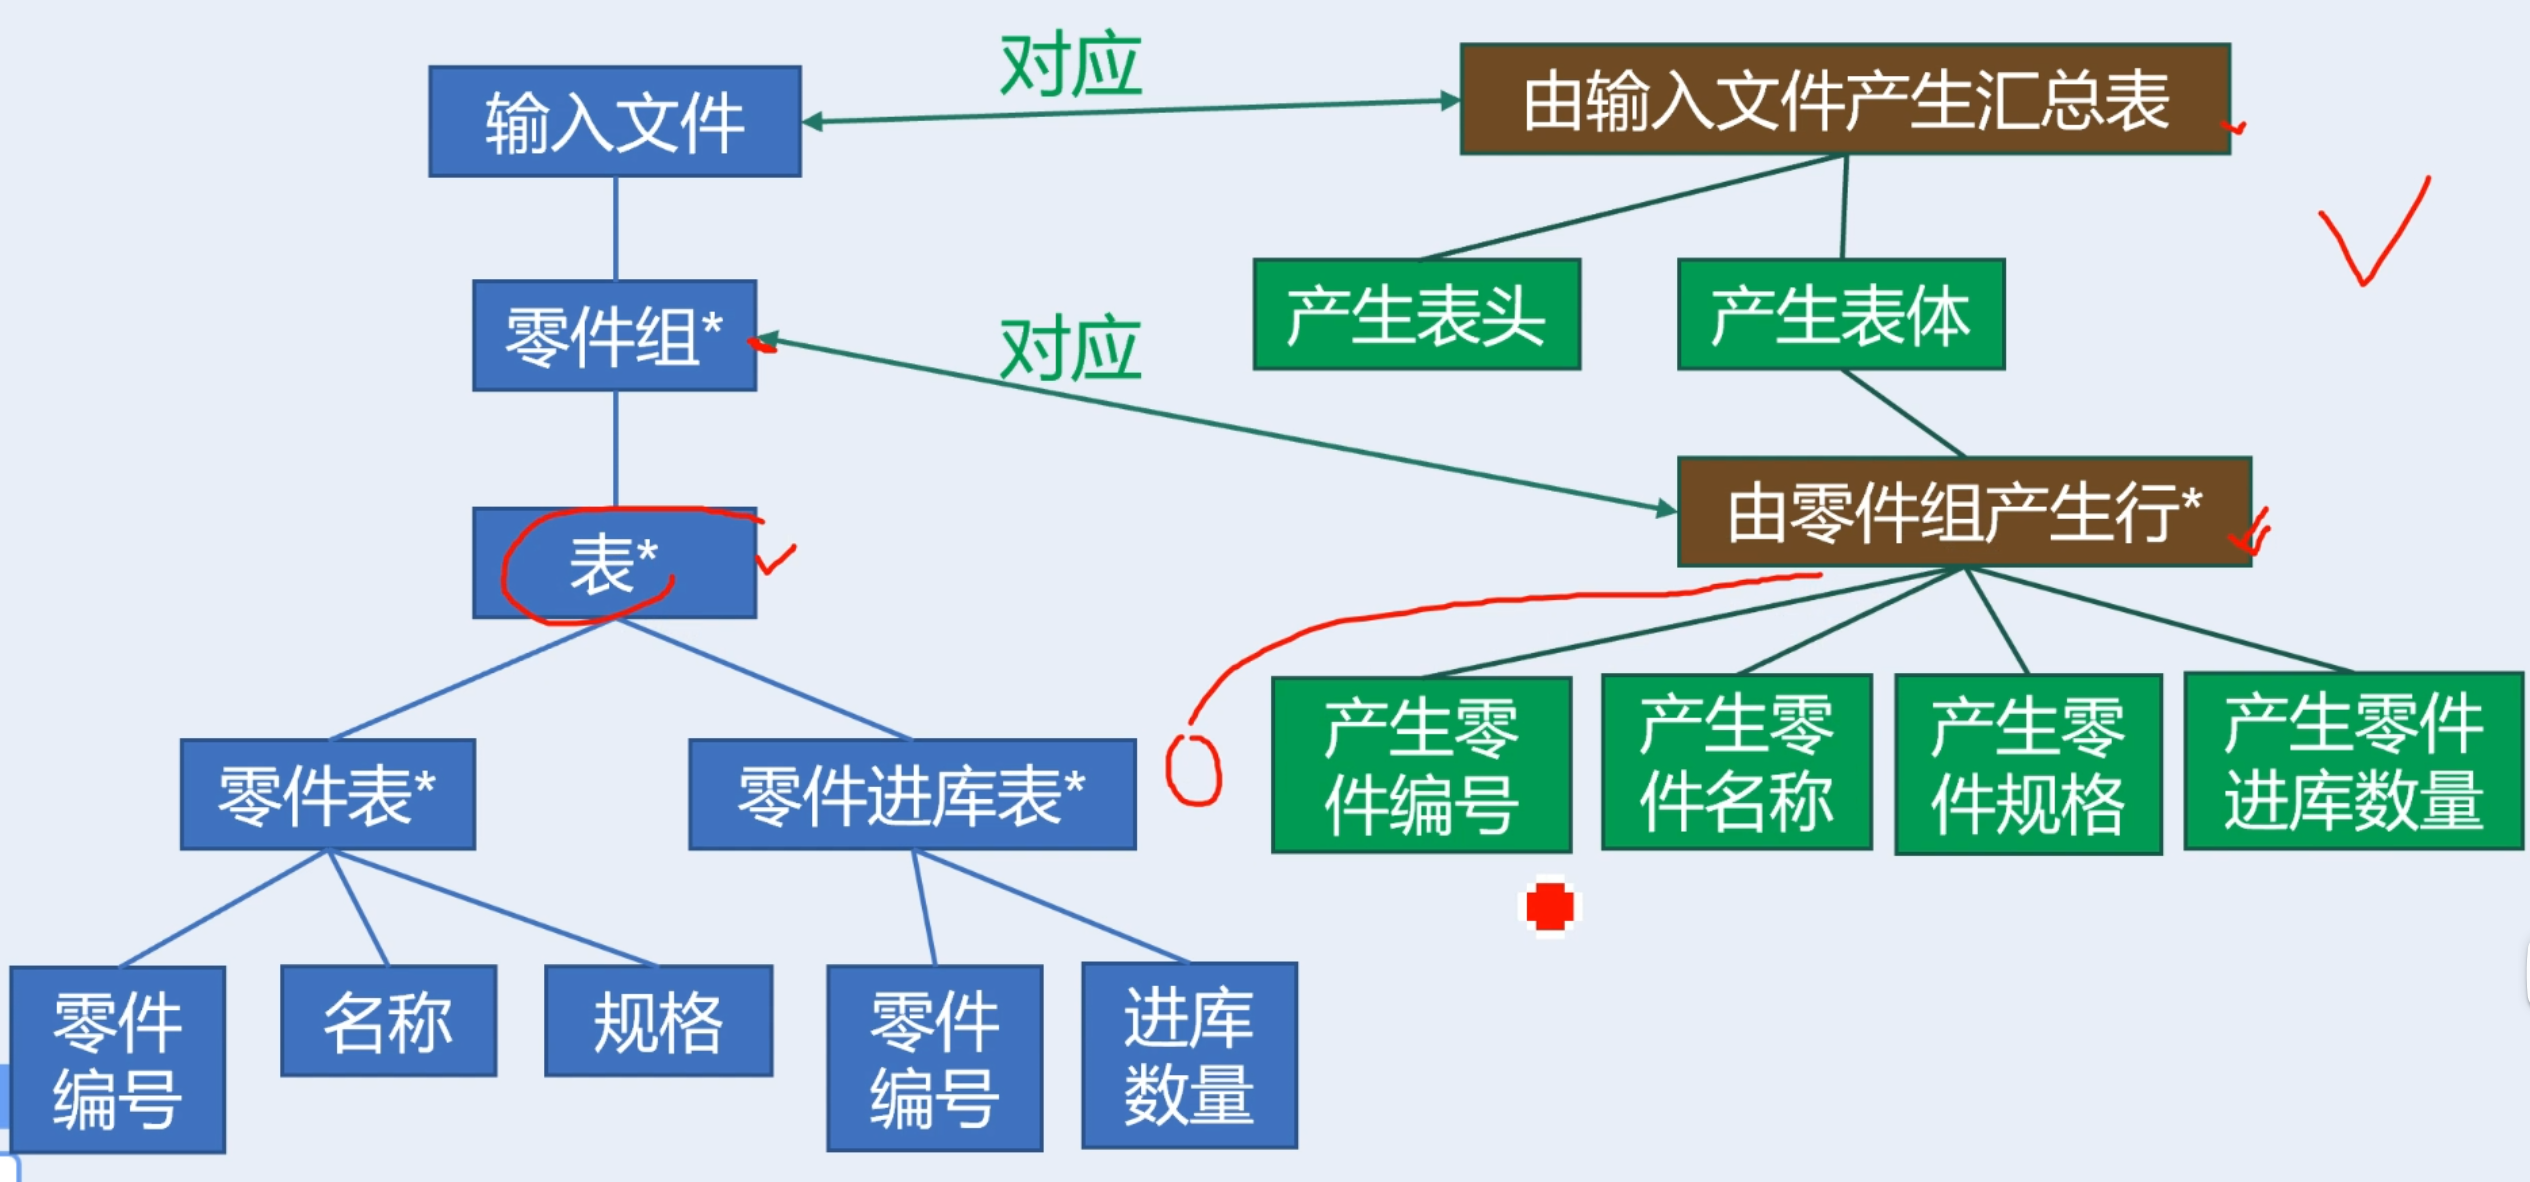 对应
输入文件
由输入文件产生汇总表
产生表头
产生表体
零件组*
对应
由零件组产生行*
表*
零件表*
零件进库表*
产生零
件编号
产生零
件名称
产生零
件规格
产生零件
进库数量
零件
编号
名称
规格
零件
编号
进库
数量